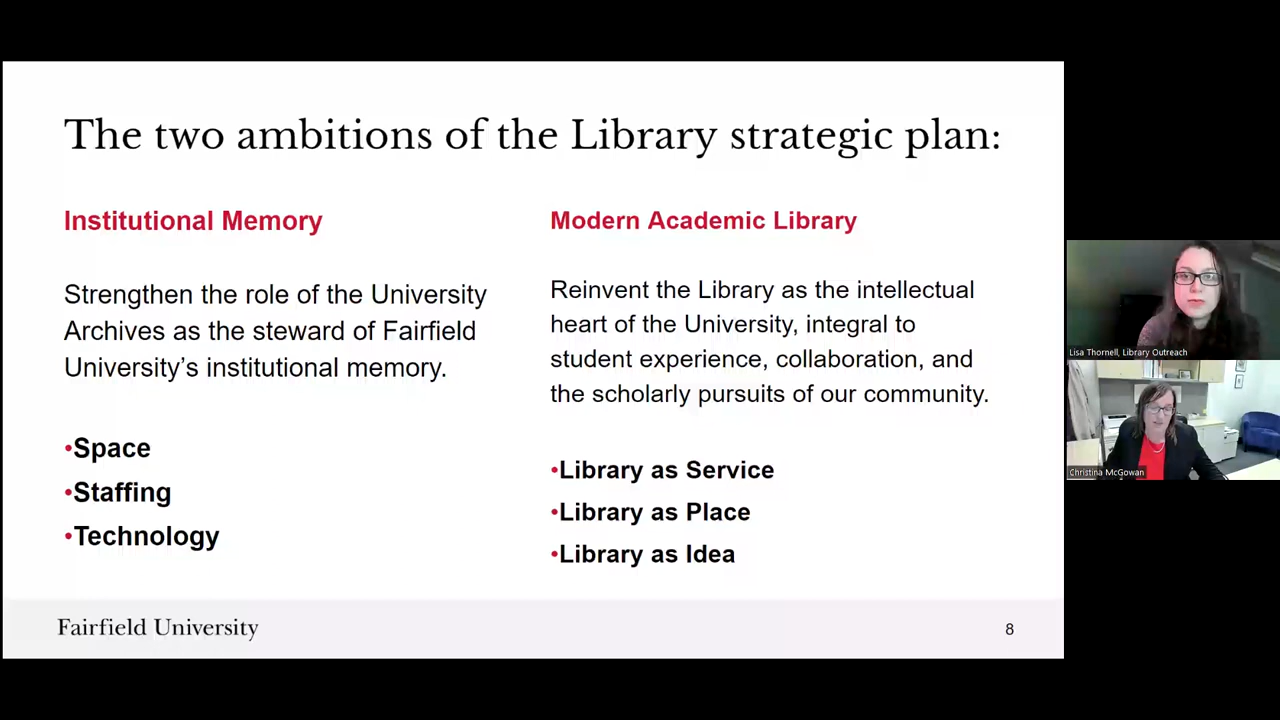 The two ambitions of the Library strategic plan:
Institutional Memory
Strengthen the role of the University
Archives as the steward of Fairfield
University’s institutional memory.
•Space
•Staffing
•Technology
Modern Academic Library
Reinvent the Library as the intellectual
heart of the University, integral to
student experience, collaboration, and
the scholarly pursuits of our community.
•Library as Service
•Library as Place
•Library as Idea
Fairfield University
8
Lisa Thornell, Library Outreach
Christina McGowan